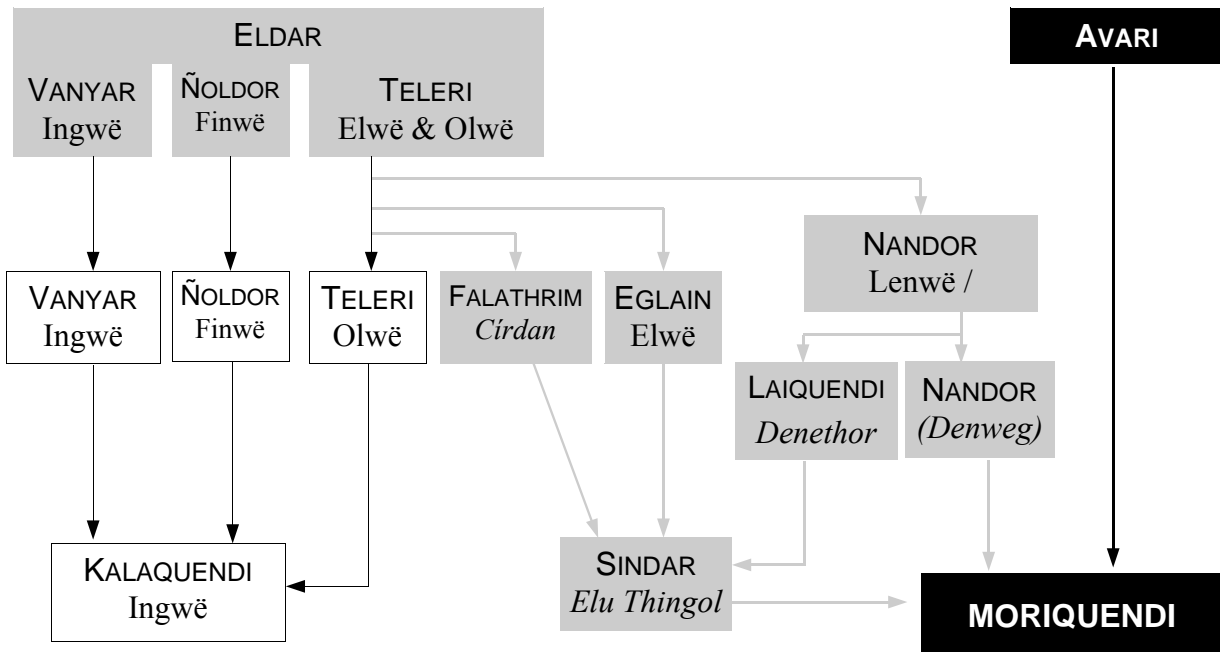 ELDAR
AVARI
VANYAR
Ingwë
ÑOLDOR
Finwë
TELERI
Elwë & Olwë
NANDOR
Lenwë /
VANYAR
Ingwë
ÑOLDOR
Finwë
TELERI
Olwë
FALATHRIM
Círdan
EGLAIN
Elwë
LAIQUENDI
Denethor
NANDOR
(Denweg)
KALAQUENDI
Ingwë
SINDAR
Elu Thingol
MORIQUENDI